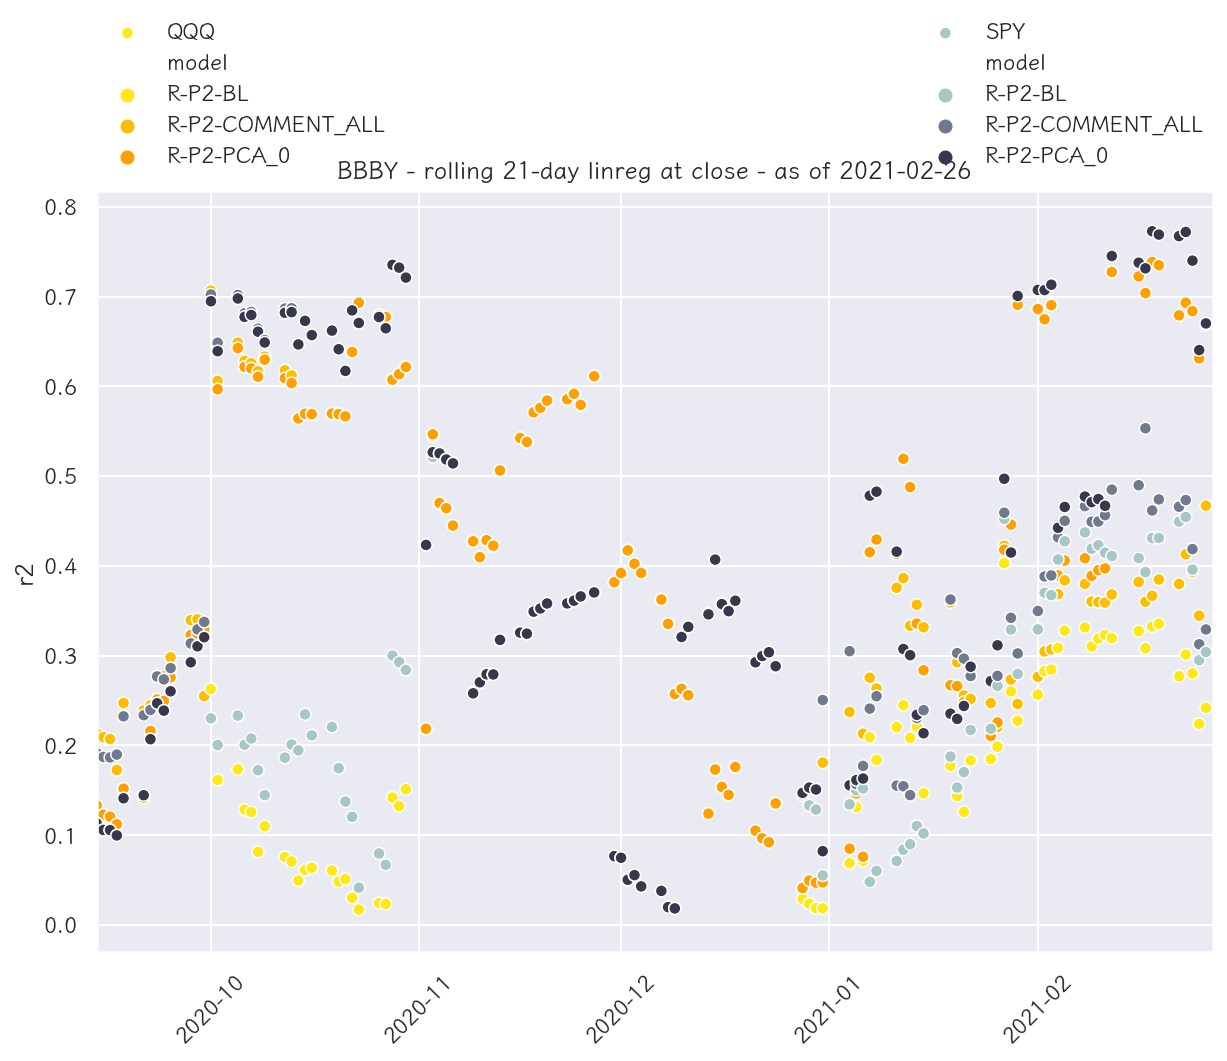 QQQ
model
R-P2-BL
R-P2-COMMENT_ALL
R-P2-PCA_0
SPY
model
R-P2-BL
R-P2-COMMENT_ALL
R-P2-PCA_0
BBBY - rolling 21-day linreg at close - as of 2021-02-26
r2
0.8
0.7
0.6
0.5
0.4
0.3
0.2
0.1
0.0
2020-10
2020-11
2020-12
2021-01
2021-02